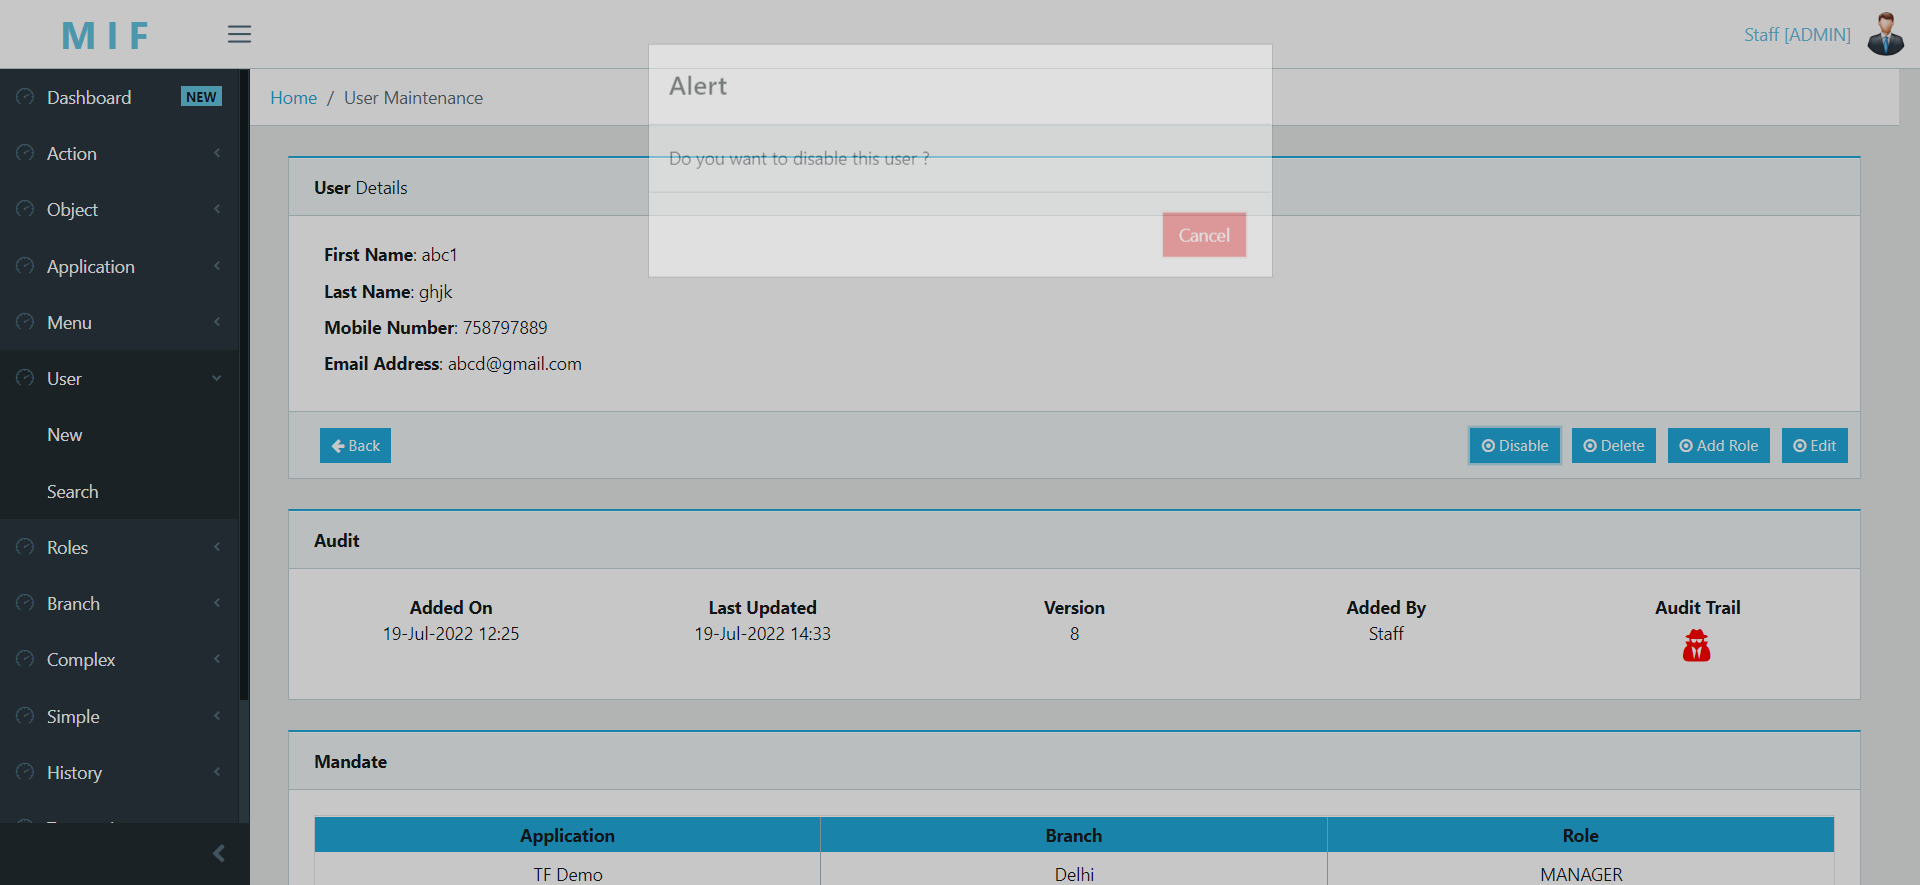 MIF
Staff [ADMIN]
Dashboard NEW
Action
Object
Application
Menu
User
New
Search
Roles
Branch
Complex
Simple
History
Home / User Maintenance
Alert
Do you want to disable this user ?
Cancel
User Details
First Name: abc1
Last Name: ghjk
Mobile Number: 758797889
Email Address: abcd@gmail.com
Back
Disable Delete Add Role Edit
Audit
Added On Last Updated Version Added By Audit Trail
19-Jul-2022 12:25 19-Jul-2022 14:33 8 Staff
Mandate
Application Branch Role
TF Demo Delhi MANAGER